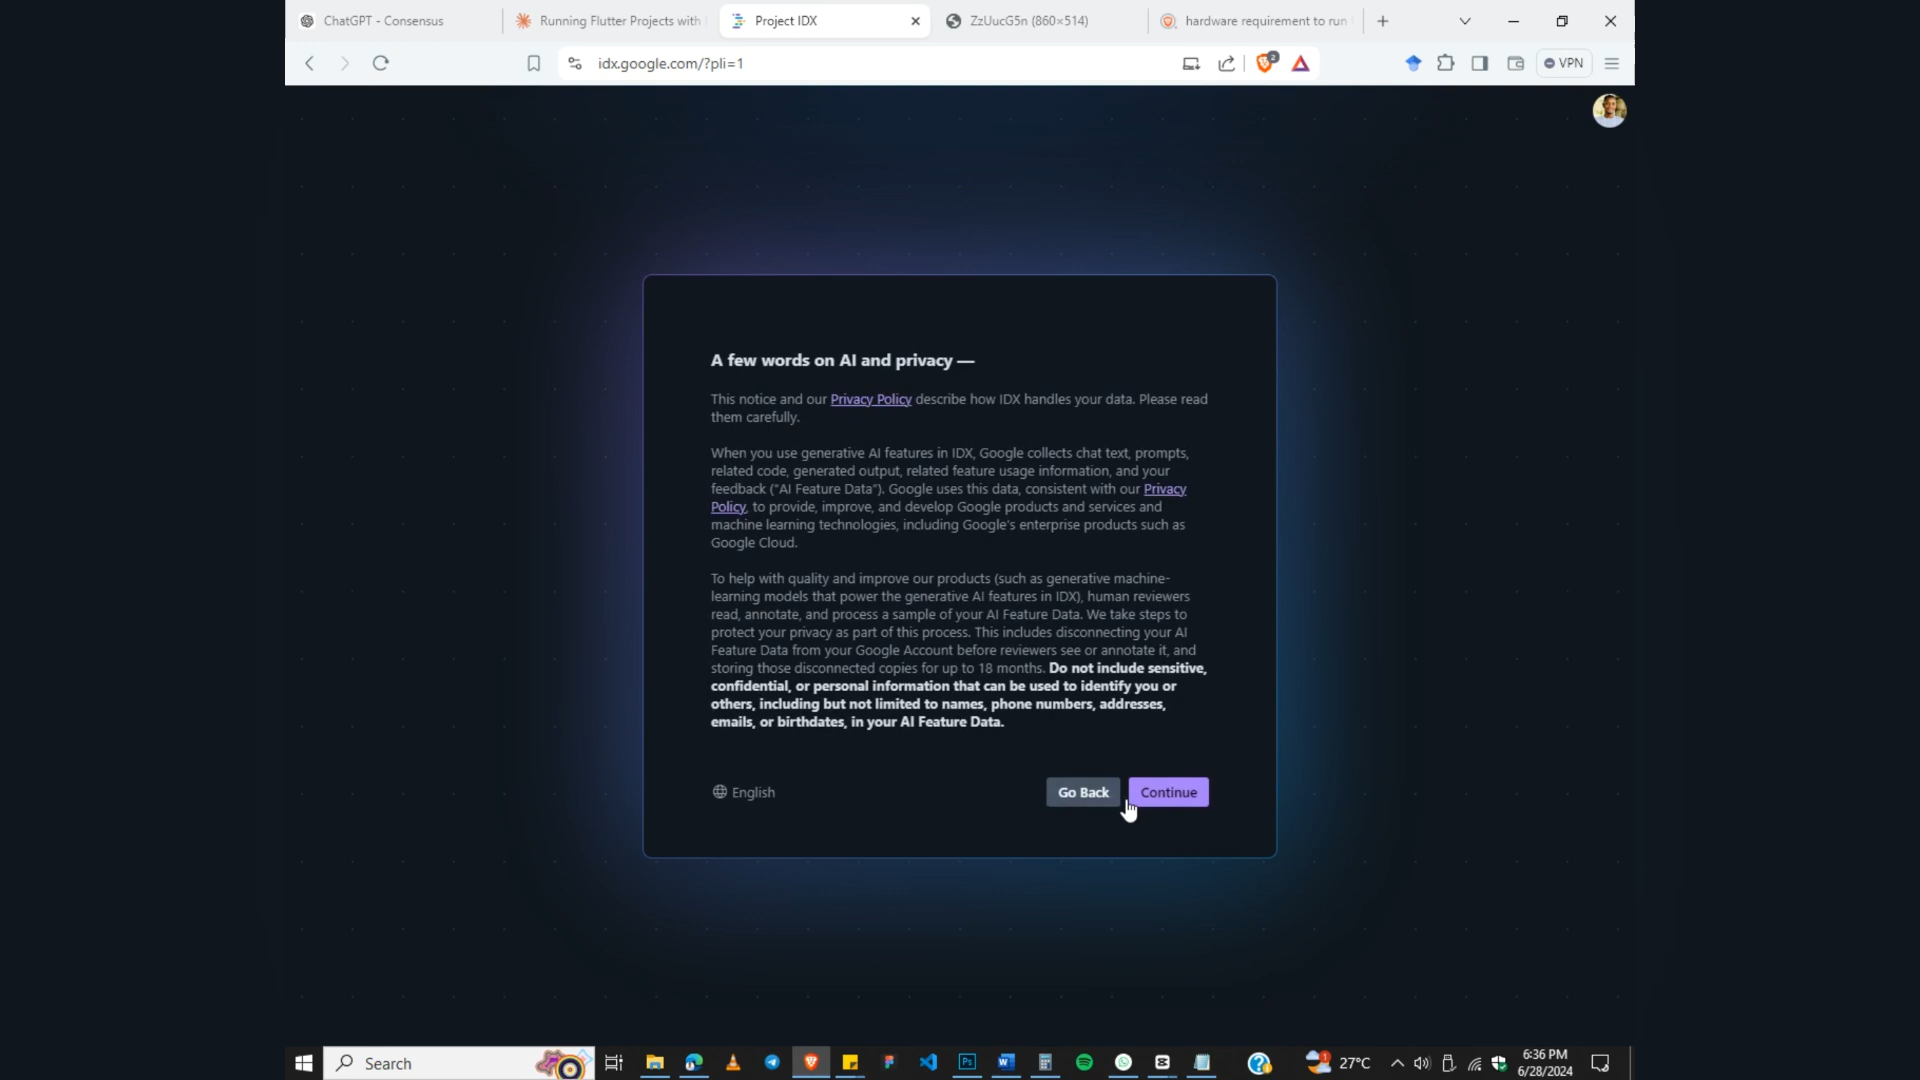 ChatGPT - Consensus
Running Flutter Projects with
Project IDX
ZzUucG5n (860×514)
hardware requirement to run
idx.google.com/?pli=1
2
VPN
A few words on AI and privacy —
This notice and our Privacy Policy describe how IDX handles your data. Please read
them carefully.
When you use generative AI features in IDX, Google collects chat text, prompts,
related code, generated output, related feature usage information, and your
feedback (“AI Feature Data”). Google uses this data, consistent with our Privacy
Policy, to provide, improve, and develop Google products and services and
machine learning technologies, including Google's enterprise products such as
Google Cloud.
To help with quality and improve our products (such as generative machine-
learning models that power the generative AI features in IDX), human reviewers
read, annotate, and process a sample of your AI Feature Data. We take steps to
protect your privacy as part of this process. This includes disconnecting your AI
Feature Data from your Google Account before reviewers see or annotate it, and
storing those disconnected copies for up to 18 months. Do not include sensitive,
confidential, or personal information that can be used to identify you or
others, including but not limited to names, phone numbers, addresses,
emails, or birthdates, in your AI Feature Data.
English
Go Back
Continue
Search
Ps
W
1
27°C
6:36 PM
6/28/2024